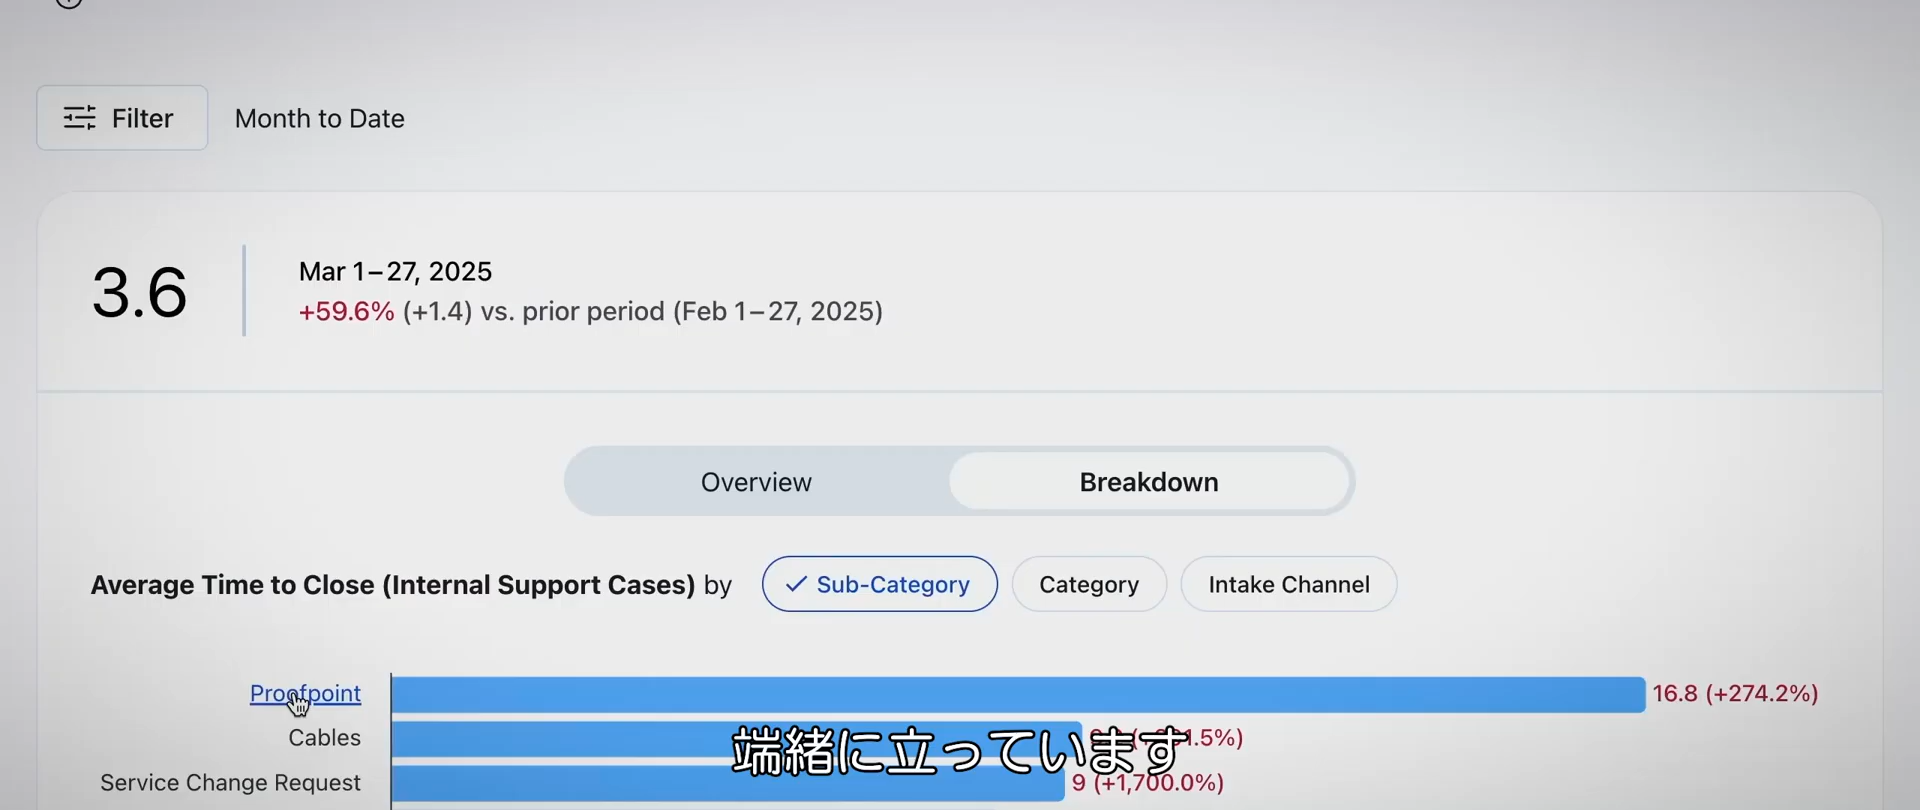 Filter Month to Date
3.6
Mar 1–27, 2025
+59.6% (+1.4) vs. prior period (Feb 1–27, 2025)
Overview Breakdown
Average Time to Close (Internal Support Cases) by Sub-Category Category Intake Channel
Proofpoint 16.8 (+274.2%)
Cables
Service Change Request 9 (+1,700.0%)
端緒に立っています